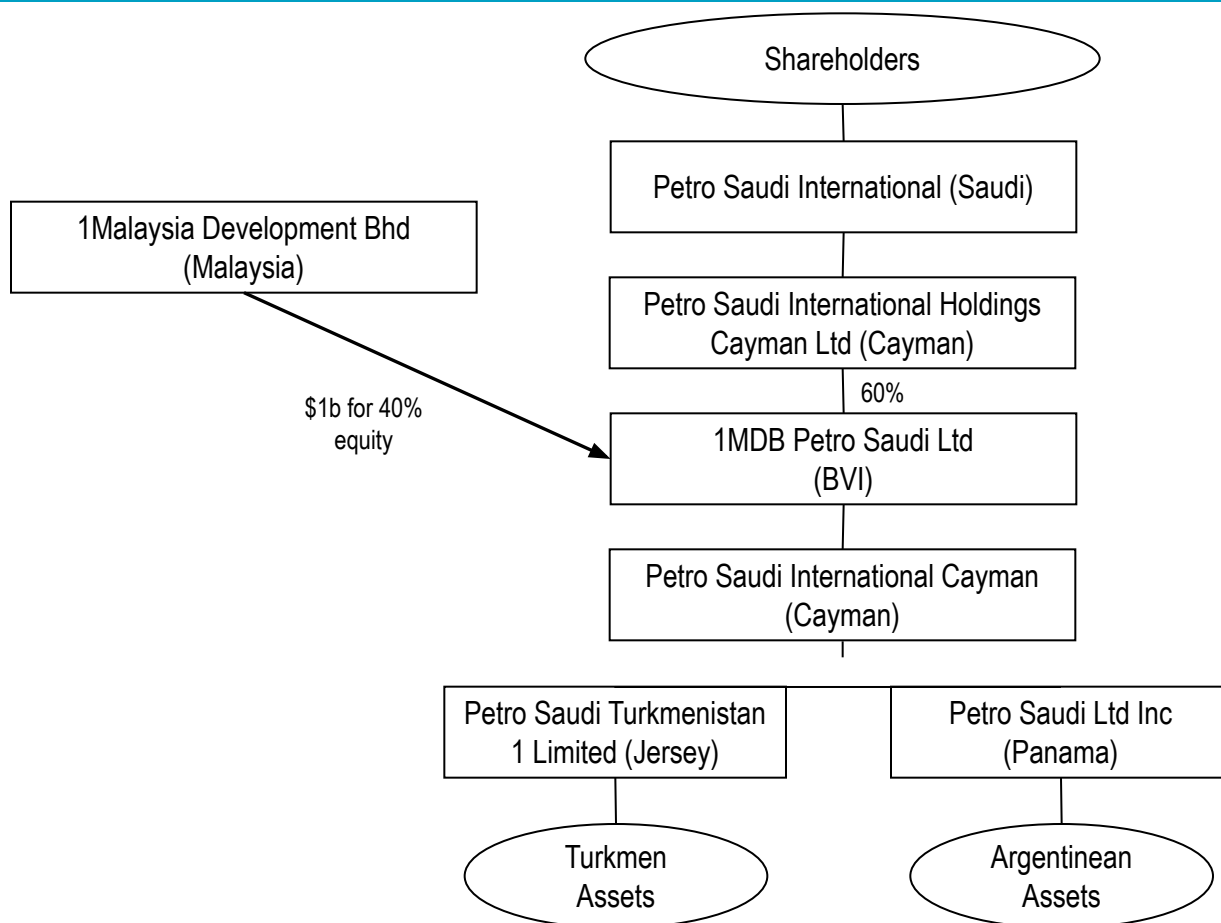 Shareholders
Petro Saudi International (Saudi)
1Malaysia Development Bhd
(Malaysia)
Petro Saudi International Holdings
Cayman Ltd (Cayman)
$1b for 40%
equity
60%
1MDB Petro Saudi Ltd
(BVI)
Petro Saudi International Cayman
(Cayman)
Petro Saudi Turkmenistan
1 Limited (Jersey)
Petro Saudi Ltd Inc
(Panama)
Turkmen
Assets
Argentinean
Assets